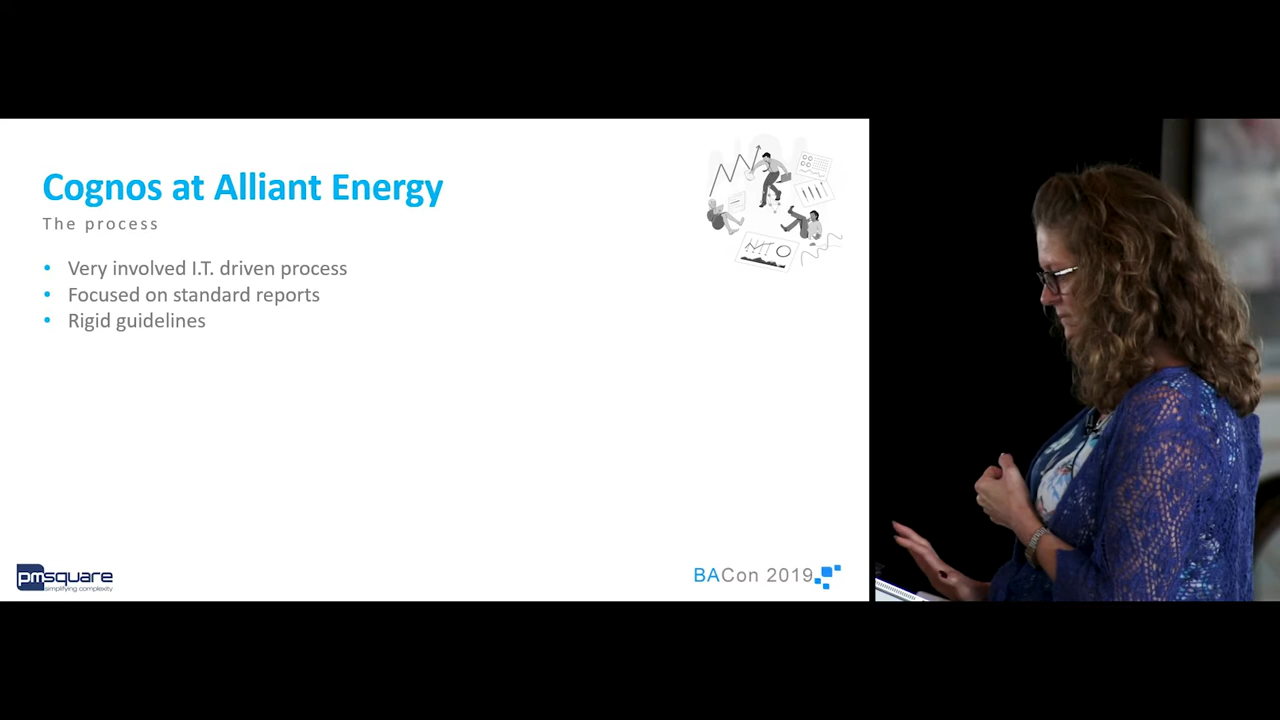 Cognos at Alliant Energy
The process
• Very involved I.T. driven process
• Focused on standard reports
• Rigid guidelines
pmsquare
simplifying complexity
BACon 2019